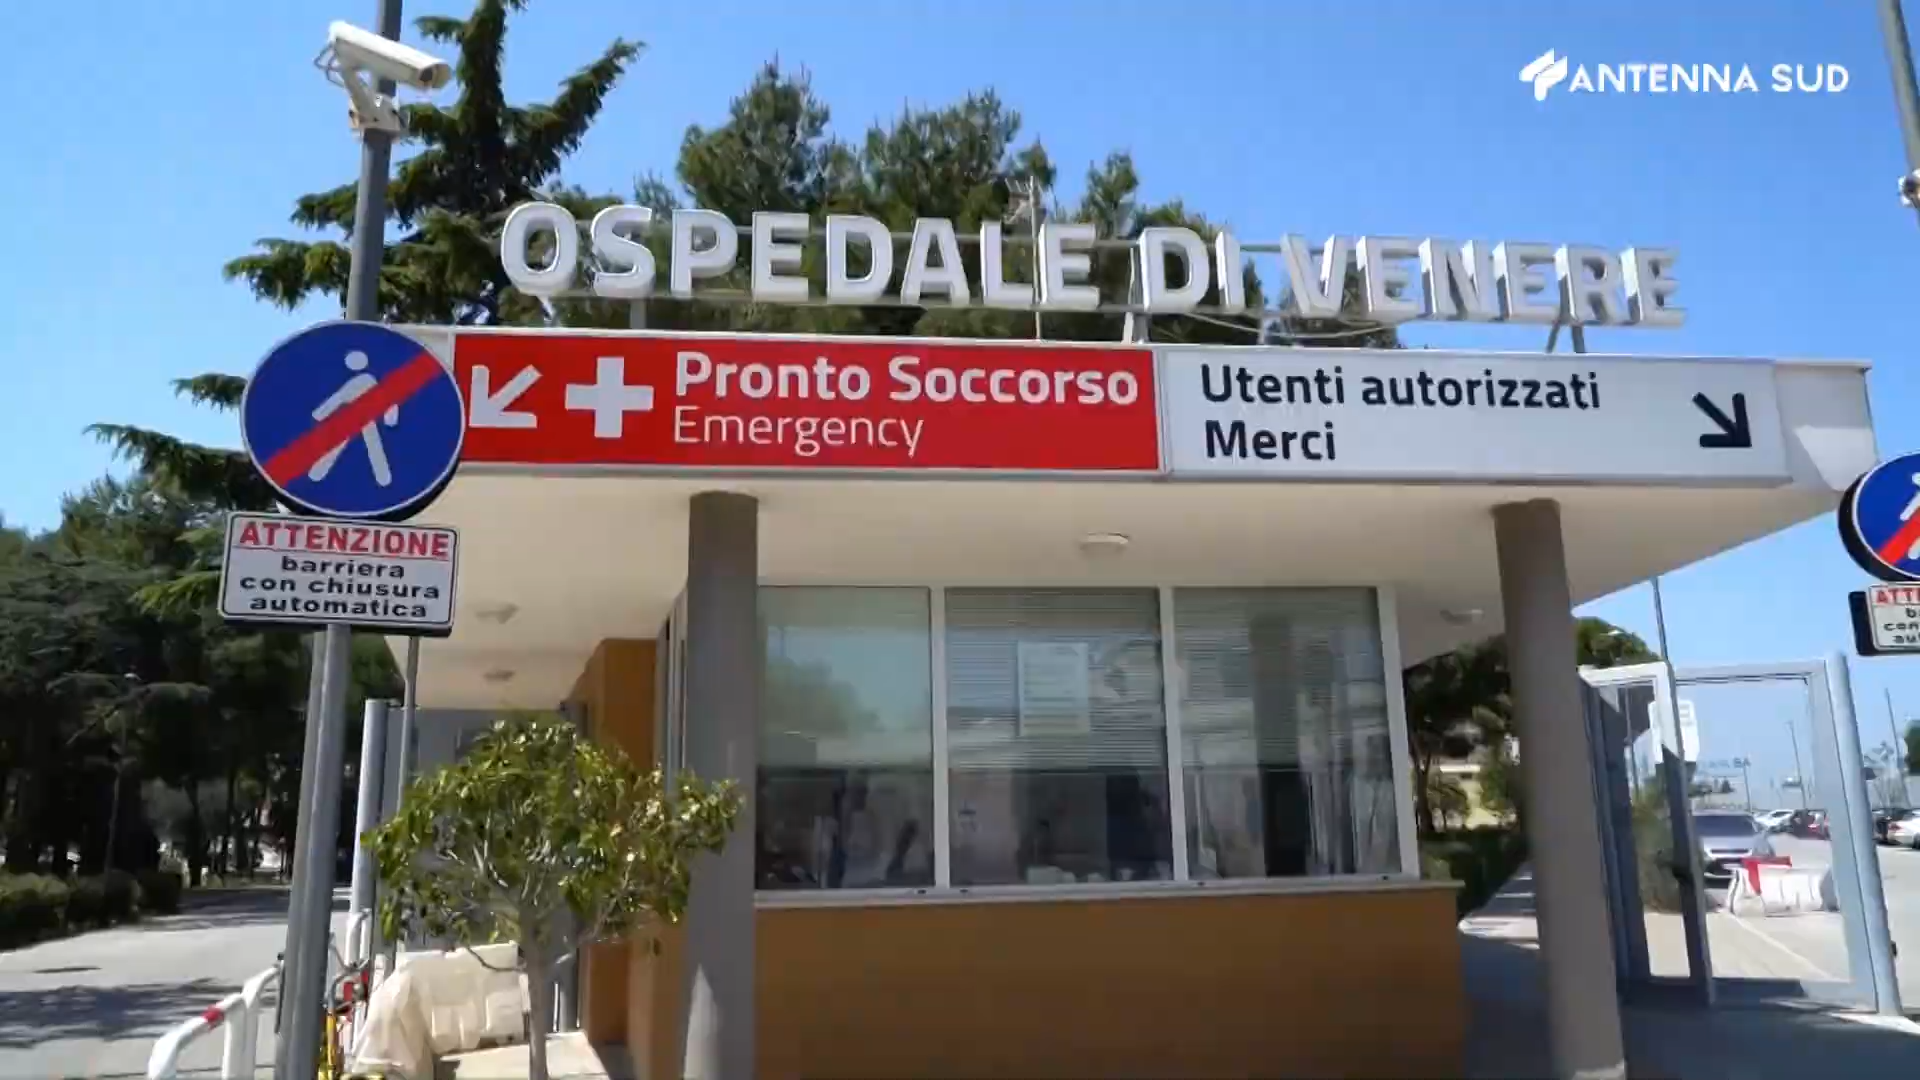 ANTENNA SUD
OSPEDALE DI VENERE
Pronto Soccorso
Emergency
Utenti autorizzati
Merci
ATTENZIONE
barriera
con chiusura
automatica